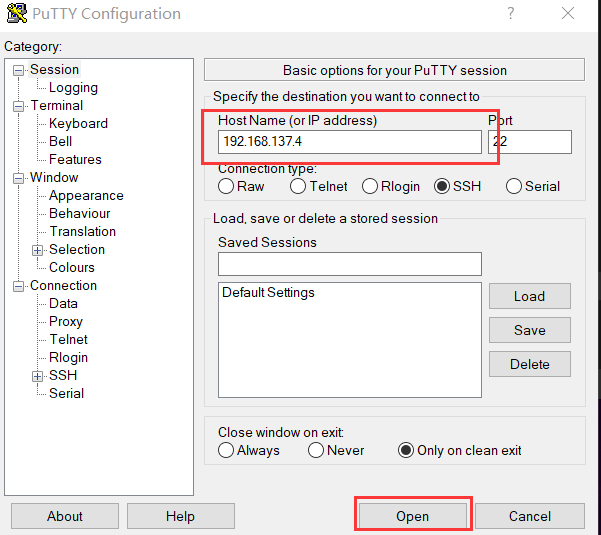 PuTTY Configuration
?
Category:
Session
Logging
Terminal
Keyboard
Bell
Features
Window
Appearance
Behaviour
Translation
Selection
Colours
Connection
Data
Proxy
Telnet
Rlogin
SSH
Serial
Basic options for your PuTTY session
Specify the destination you want to connect to
Host Name (or IP address) Port
192.168.137.4 22
Connection type:
Raw Telnet Rlogin SSH Serial
Load, save or delete a stored session
Saved Sessions
Default Settings
Load
Save
Delete
Close window on exit:
Always Never Only on clean exit
About Help Open Cancel